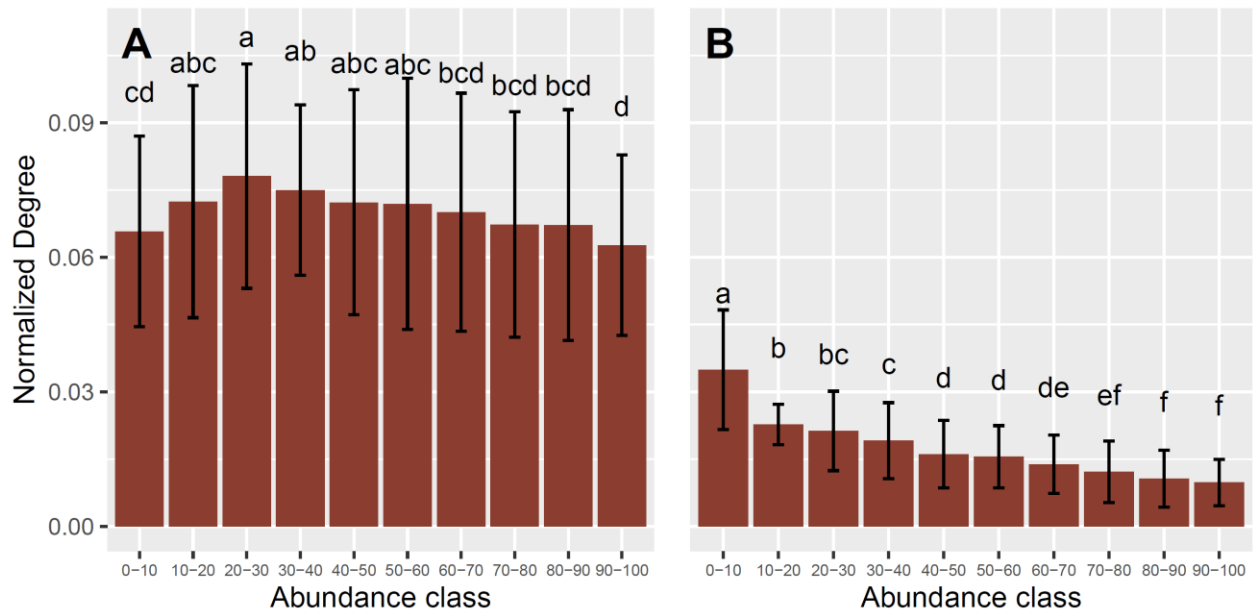 A
B
cd
abc
a
ab
abc
abc
bcd
bcd
bcd
d
a
b
bc
c
d
d
de
ef
f
f
Normalized Degree
0.09
0.06
0.03
0.00
0−10 10−20 20−30 30−40 40−50 50−60 60−70 70−80 80−90 90−100
0−10 10−20 20−30 30−40 40−50 50−60 60−70 70−80 80−90 90−100
Abundance class
Abundance class